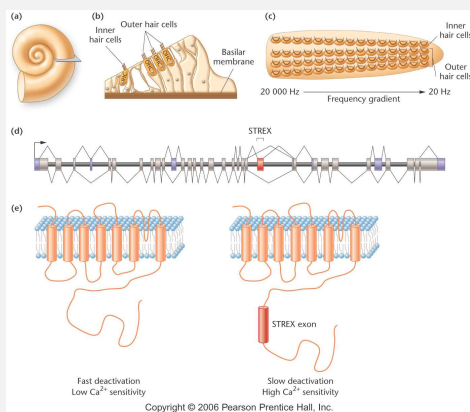 (a)
(b)
Inner
hair cells
Outer hair cells
Basilar
membrane
(c)
Inner
hair cells
Outer
hair cells
20 000 Hz
Frequency gradient
20 Hz
(d)
STREX
(e)
STREX exon
Fast deactivation
Low Ca²⁺ sensitivity
Slow deactivation
High Ca²⁺ sensitivity
Copyright © 2006 Pearson Prentice Hall, Inc.